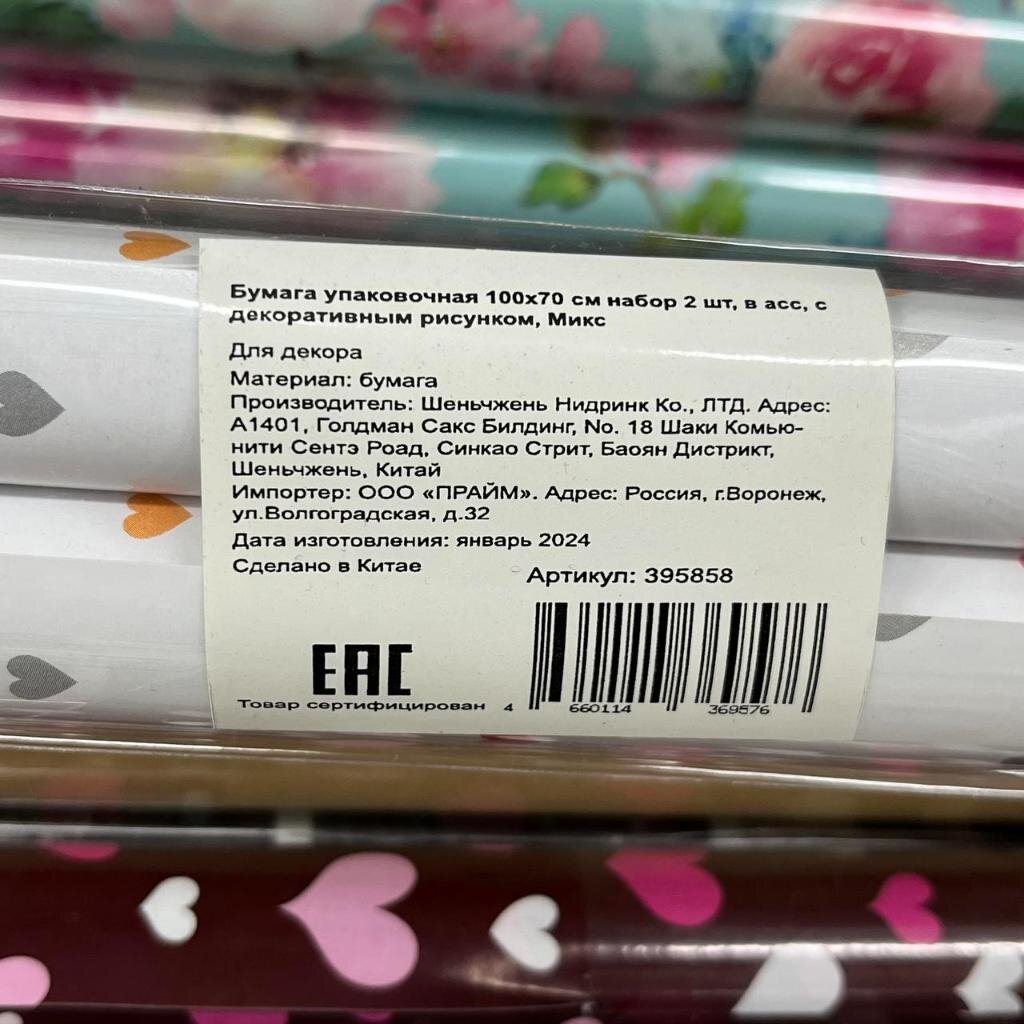 Бумага упаковочная 100х70 см набор 2 шт, в асс, с
декоративным рисунком, Микс
Для декора
Материал: бумага
Производитель: Шеньчжень Нидринк Ко., ЛТД. Адрес:
А1401, Голдман Сакс Билдинг, No. 18 Шаки Комью-
нити Сентэ Роад, Синкао Стрит, Баоян Дистрикт,
Шеньчжень, Китай
Импортер: ООО «ПРАЙМ». Адрес: Россия, г.Воронеж,
ул.Волгоградская, д.32
Дата изготовления: январь 2024
Сделано в Китае
Артикул: 395858
ЕАС
Товар сертифицирован
4 660114 369576